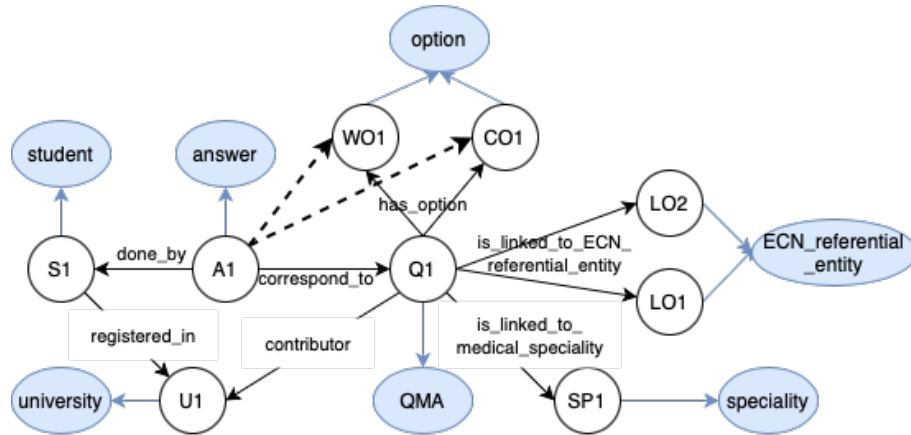 option
WO1
CO1
student
answer
has_option
LO2
is_linked_to_ECN_
referential_entity
ECN_referential
_entity
S1
done_by
A1
correspond_to
Q1
LO1
registered_in
contributor
is_linked_to_
medical_speciality
university
U1
QMA
SP1
speciality